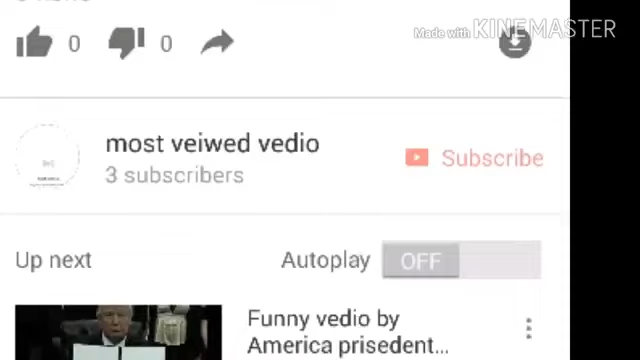 Made with KINEMASTER
0 0
most veiwed vedio
Subscribe
3 subscribers
Up next
Autoplay OFF
Funny vedio by
America prisedent...